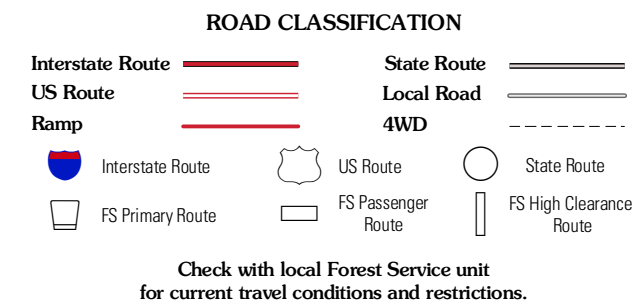 ROAD CLASSIFICATION
Interstate Route
State Route
US Route
Local Road
Ramp
4WD
Interstate Route
US Route
State Route
FS Primary Route
FS Passenger
Route
FS High Clearance
Route
Check with local Forest Service unit
for current travel conditions and restrictions.